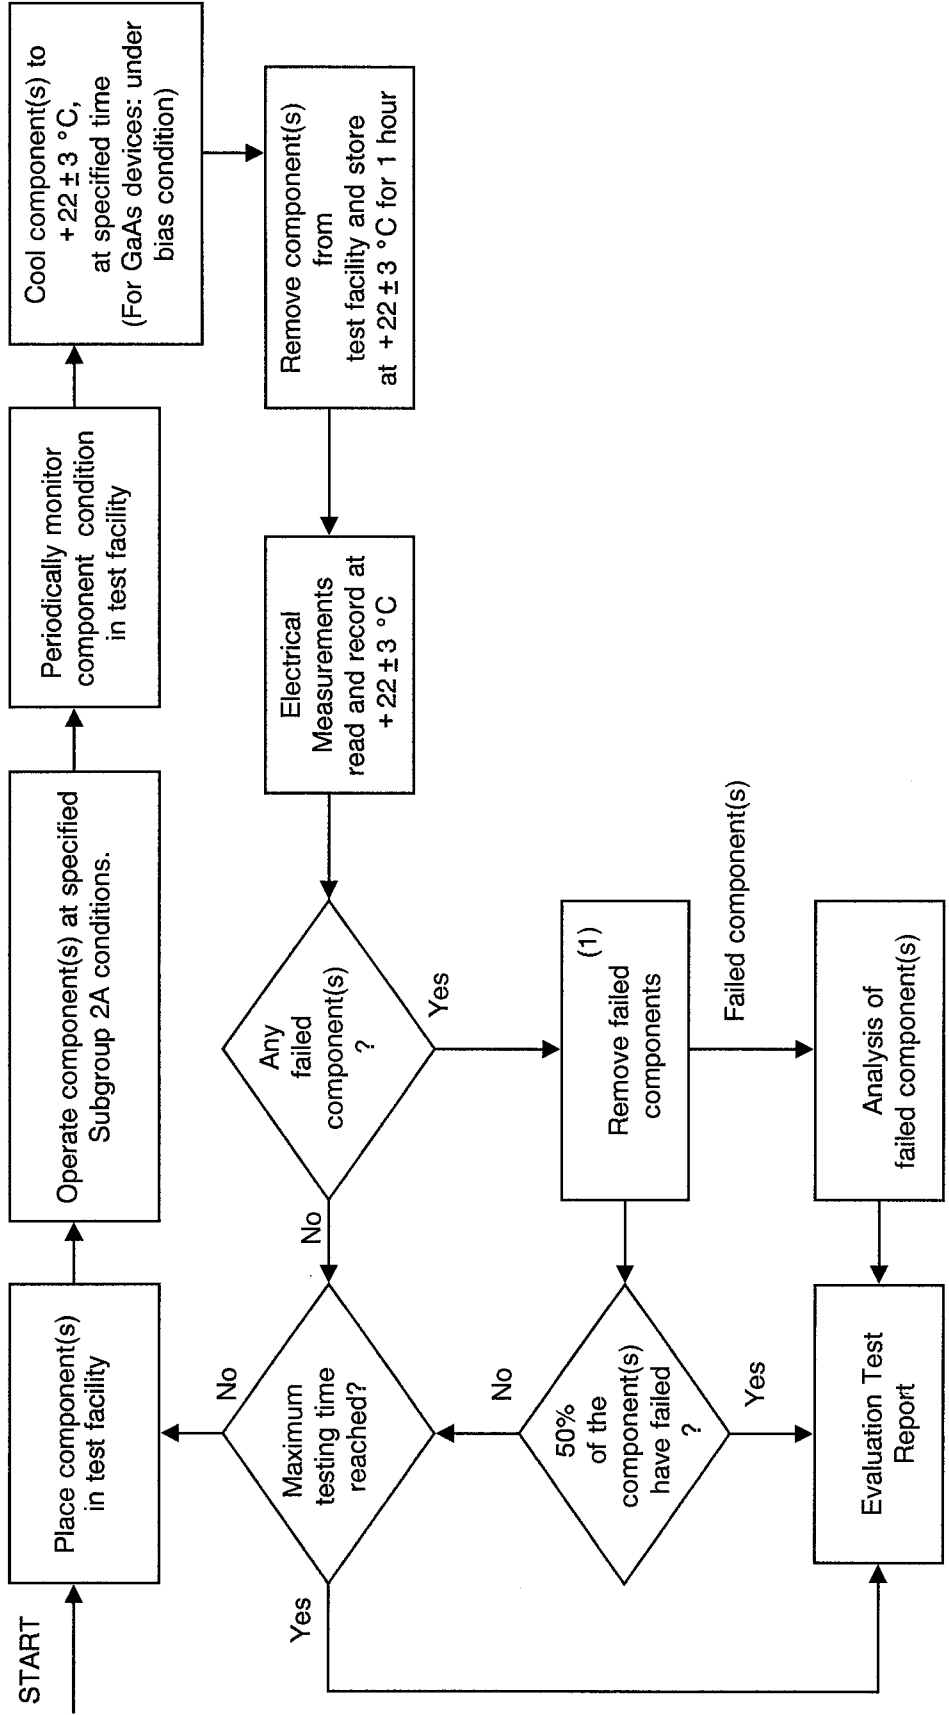 START
Place component(s)
in test facility
Operate component(s) at specified
Subgroup 2A conditions.
Periodically monitor
component condition
in test facility
Cool component(s) to
+22 ± 3 °C,
at specified time
(For GaAs devices: under
bias condition)
Remove component(s)
from
test facility and store
at +22 ± 3 °C for 1 hour
Electrical
Measurements
read and record at
+22 ± 3 °C
Any
failed
component(s)
?
No
Yes
Maximum
testing time
reached?
No
Yes
(1)
Remove failed
components
Failed component(s)
50%
of the
component(s)
have failed
?
No
Yes
Analysis of
failed component(s)
Evaluation Test
Report